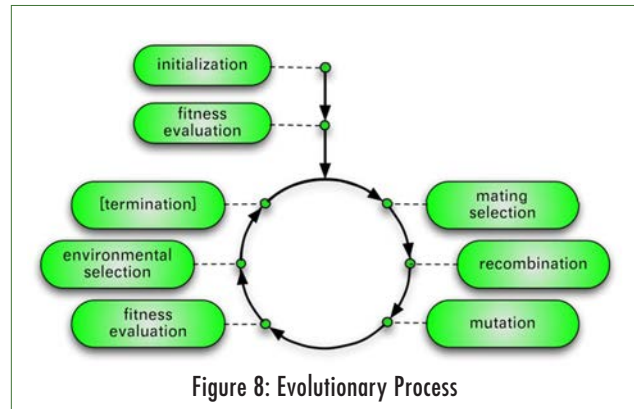 initialization
fitness
evaluation
[termination]
mating
selection
environmental
selection
recombination
fitness
evaluation
mutation
Figure 8: Evolutionary Process